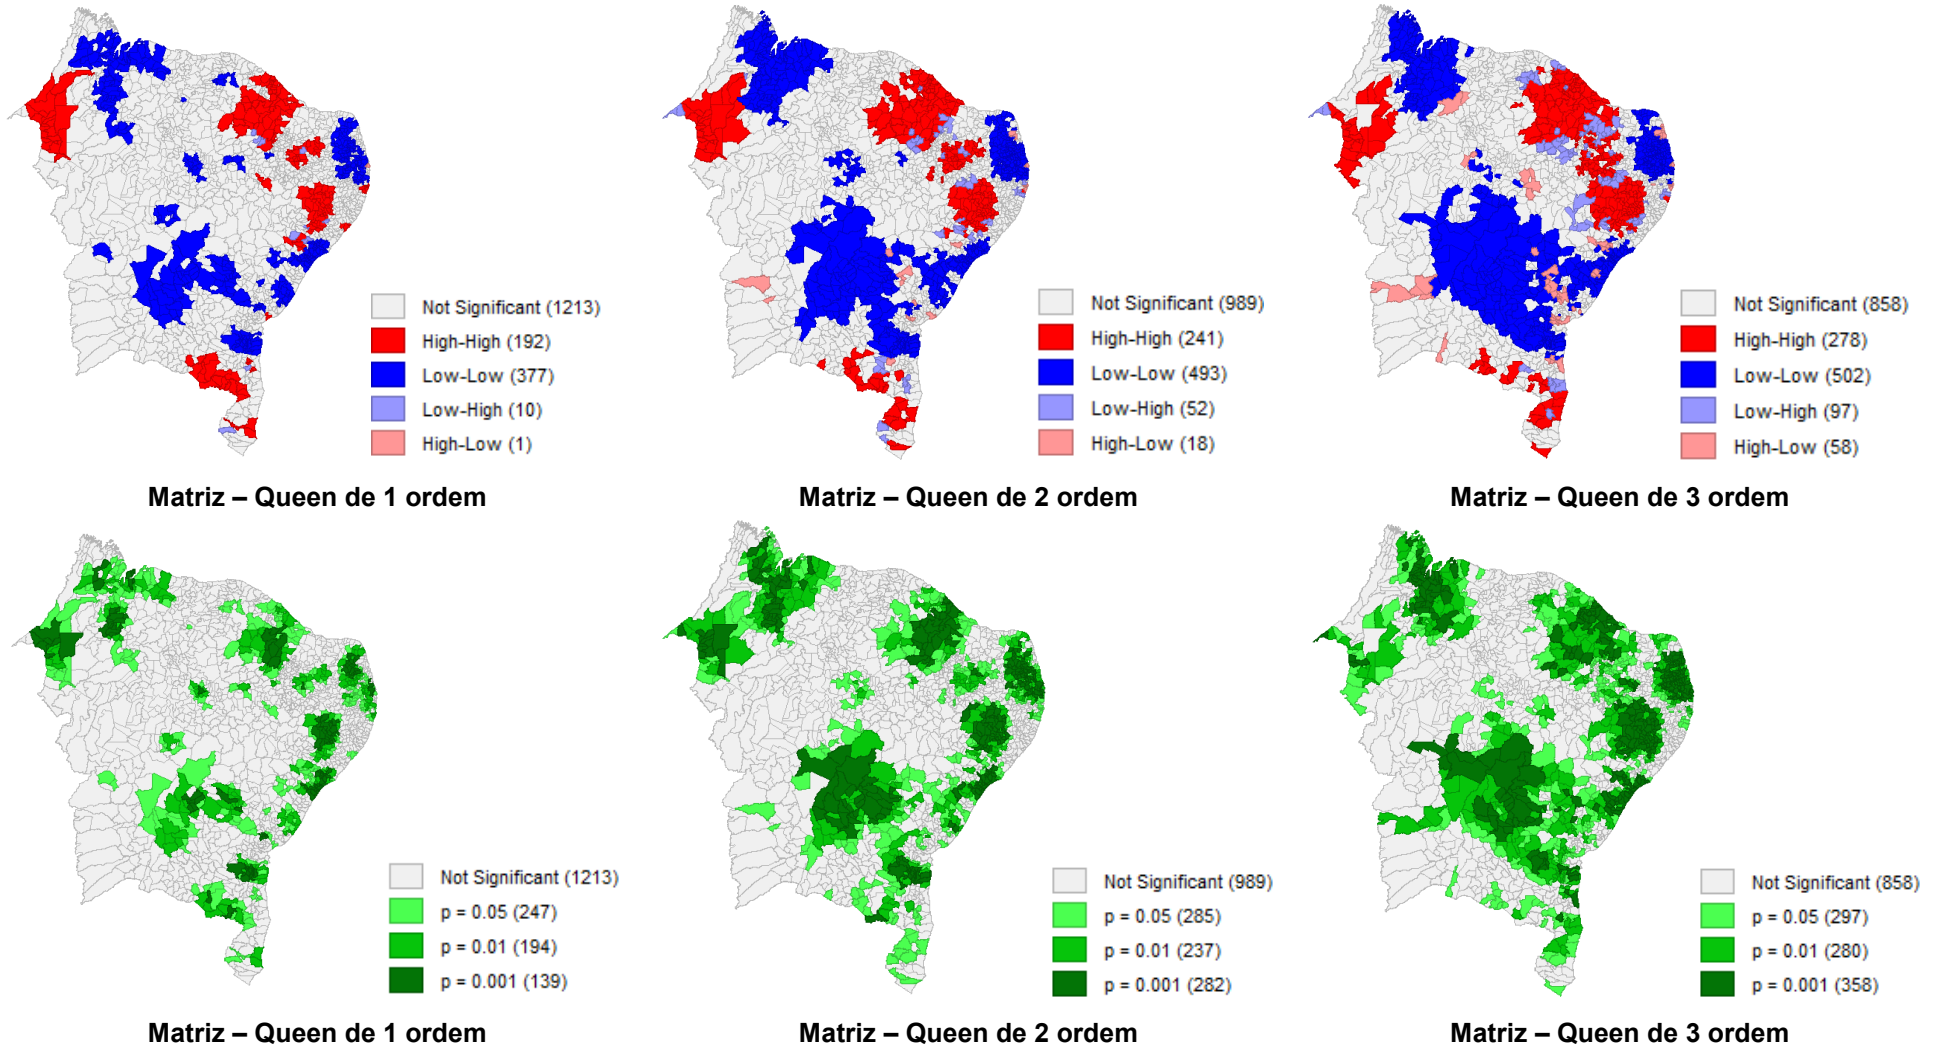 Not Significant (1213)
High-High (192)
Low-Low (377)
Low-High (10)
High-Low (1)
Not Significant (989)
High-High (241)
Low-Low (493)
Low-High (52)
High-Low (18)
Not Significant (858)
High-High (278)
Low-Low (502)
Low-High (97)
High-Low (58)
Matriz – Queen de 1 ordem
Matriz – Queen de 2 ordem
Matriz – Queen de 3 ordem
Not Significant (1213)
p = 0.05 (247)
p = 0.01 (194)
p = 0.001 (139)
Not Significant (989)
p = 0.05 (285)
p = 0.01 (237)
p = 0.001 (282)
Not Significant (858)
p = 0.05 (297)
p = 0.01 (280)
p = 0.001 (358)
Matriz – Queen de 1 ordem
Matriz – Queen de 2 ordem
Matriz – Queen de 3 ordem